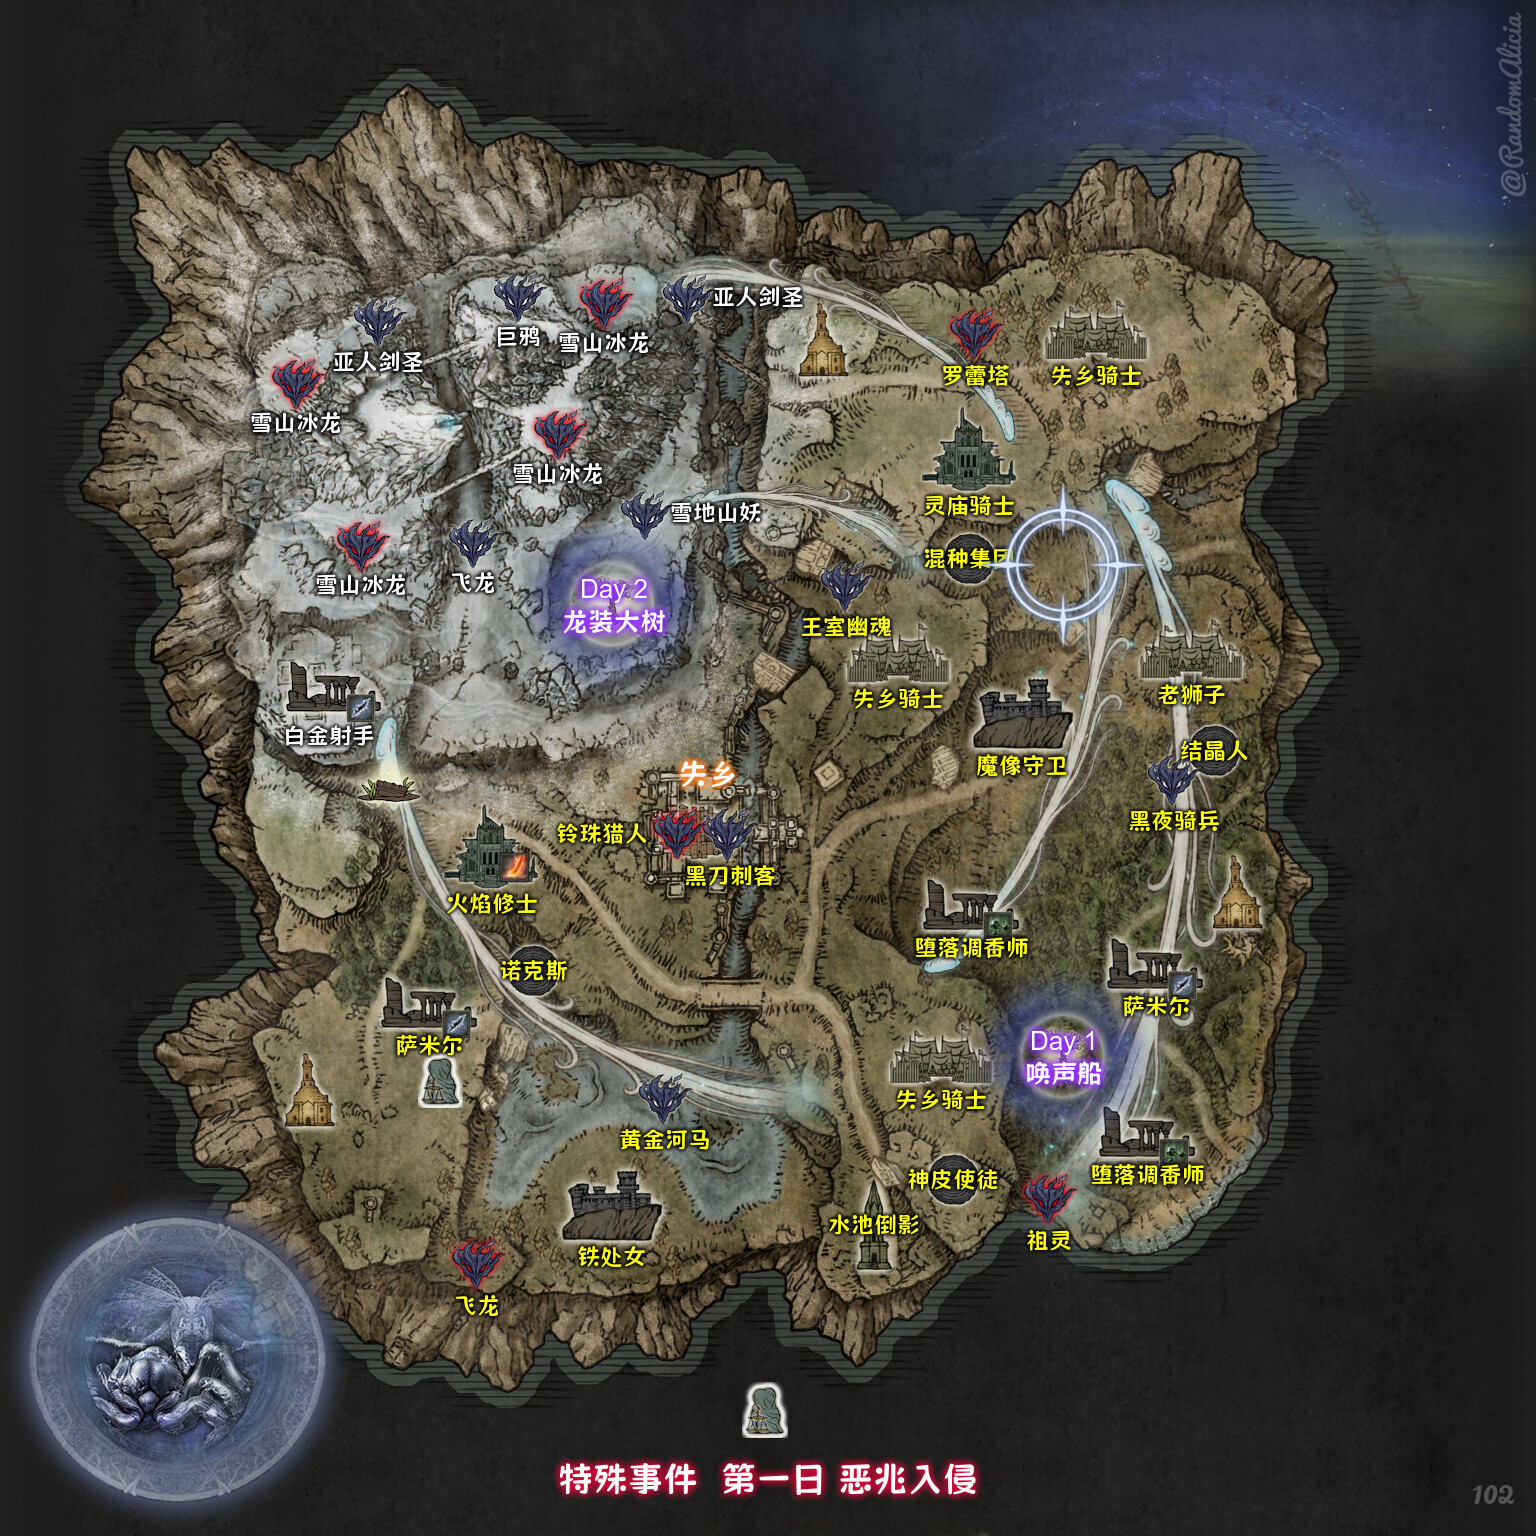 @RandomAlicia
亚人剑圣
巨鸦
雪山冰龙
亚人剑圣
雪山冰龙
罗蕾塔
失乡骑士
雪山冰龙
灵庙骑士
雪地山妖
混种集团
雪山冰龙
飞龙
Day 2
龙装大树
王室幽魂
失乡骑士
老狮子
白金射手
魔像守卫
结晶人
失乡
黑夜骑兵
铃珠猎人
黑刀刺客
火焰修士
堕落调香师
诺克斯
萨米尔
萨米尔
Day 1
唤声船
失乡骑士
黄金河马
神皮使徒
堕落调香师
水池倒影
祖灵
铁处女
飞龙
特殊事件 第一日 恶兆入侵
102